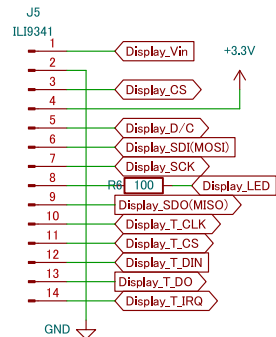 J5
ILI9341
+3.3V
1 Display_Vin
2
3 Display_CS
4
5 Display_D/C
6 Display_SDI(MOSI)
7 Display_SCK
8 R6 100 Display_LED
9 Display_SDO(MISO)
10 Display_T_CLK
11 Display_T_CS
12 Display_T_DIN
13 Display_T_DO
14 Display_T_IRQ
GND